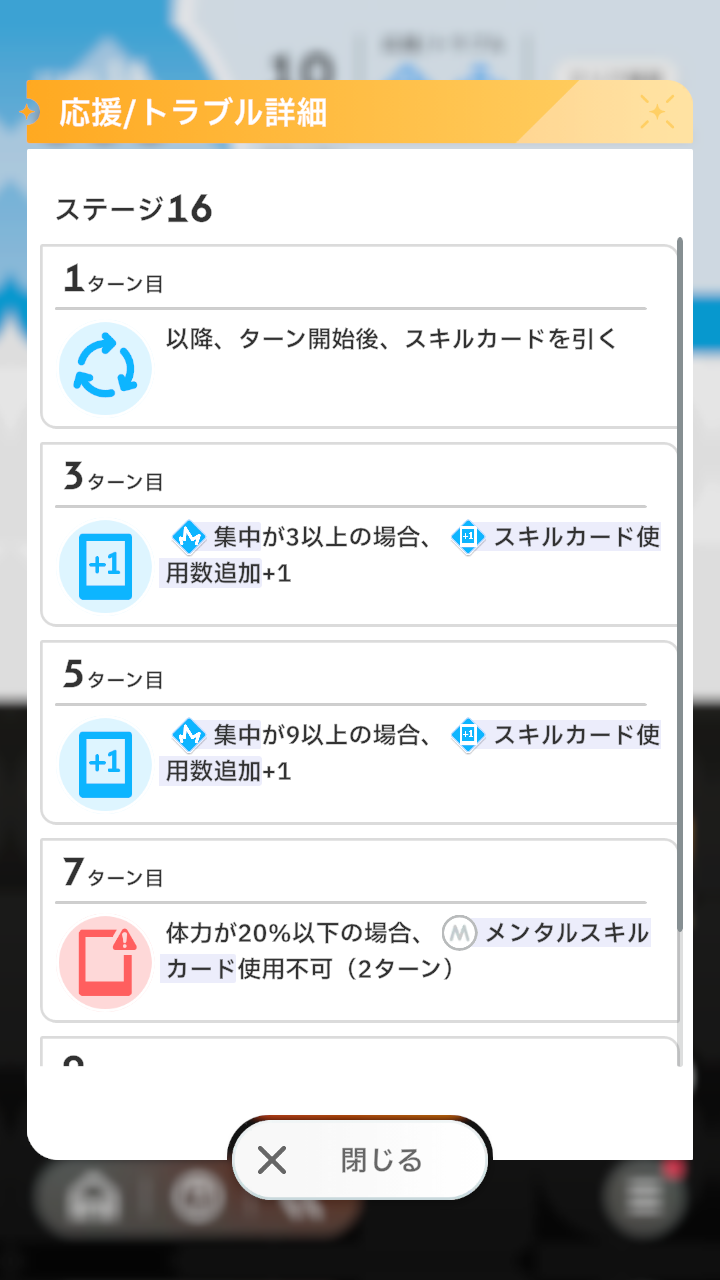 応援/トラブル詳細
ステージ16
1ターン目
以降、ターン開始後、スキルカードを引く
3ターン目
集中が3以上の場合、 +1 スキルカード使
+1
用数追加+1
5ターン目
集中が9以上の場合、 +1 スキルカード使
+1
用数追加+1
7ターン目
体力が20%以下の場合、 M メンタルスキル
カード使用不可（2ターン）
閉じる